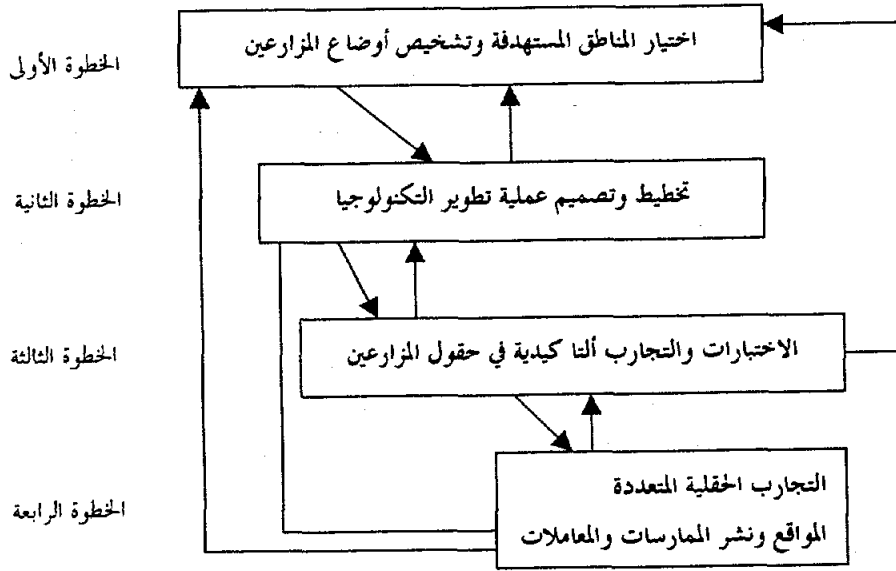 الخطوة الأولى
اختيار المناطق المستهدفة وتشخيص أوضاع المزارعين
الخطوة الثانية
تخطيط وتصميم عملية تطوير التكنولوجيا
الخطوة الثالثة
الاختبارات والتجارب ألتا كيدية في حقول المزارعين
الخطوة الرابعة
التجارب الحقلية المتعددة
المواقع ونشر الممارسات والمعاملات